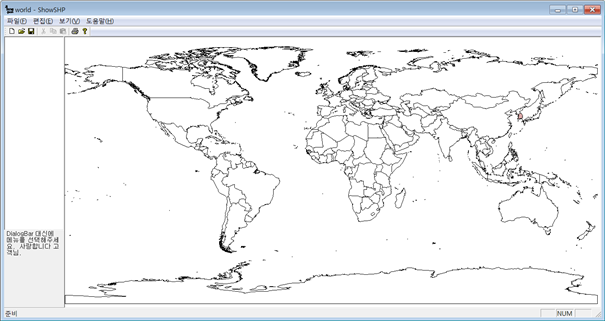 world - ShowSHP
파일(F) 편집(E) 보기(V) 도움말(H)
DialogBar 대신에
메뉴를 선택해주세
요. 사랑합니다 고
객님.
준비 NUM